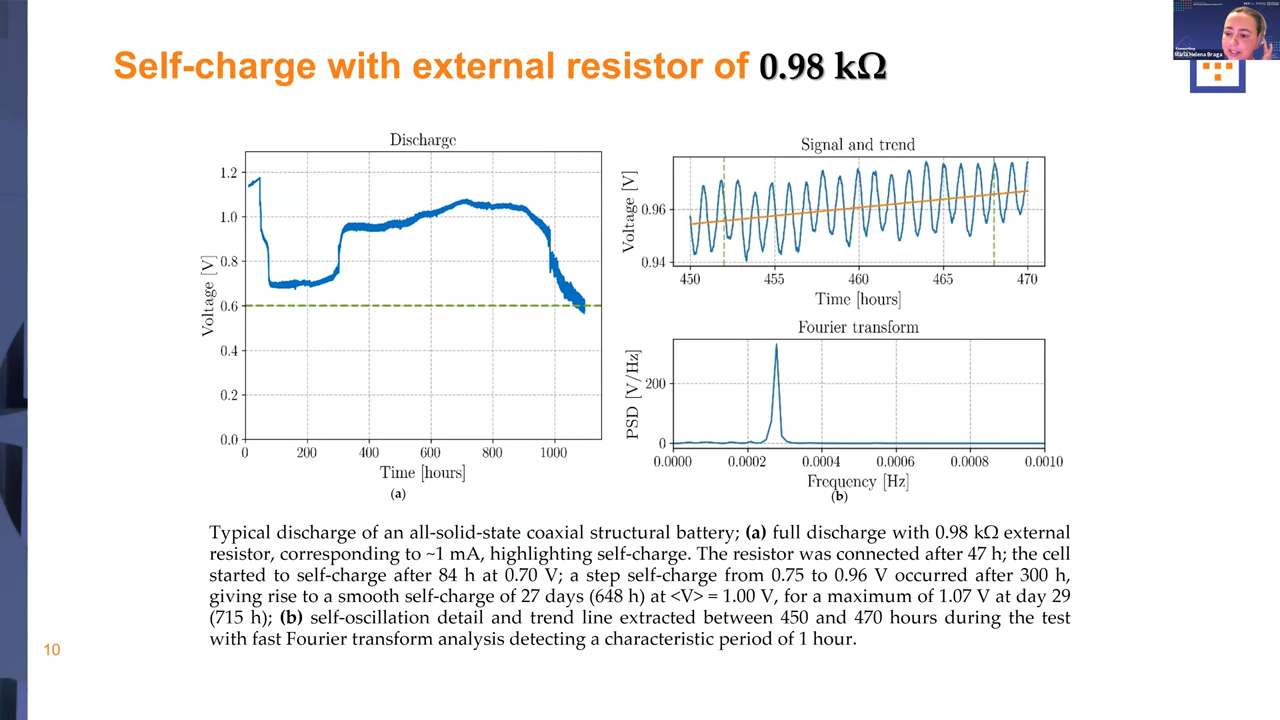 Self-charge with external resistor of 0.98 kΩ
Maria Helena Braga
Discharge
Voltage [V]
1.2
1.0
0.8
0.6
0.4
0.2
0.0
0 200 400 600 800 1000
Time [hours]
(a)
Signal and trend
Voltage [V]
0.96
0.94
450 455 460 465 470
Time [hours]
Fourier transform
PSD [V/Hz]
200
0
0.0000 0.0002 0.0004 0.0006 0.0008 0.0010
Frequency [Hz]
(b)
Typical discharge of an all-solid-state coaxial structural battery; (a) full discharge with 0.98 kΩ external
resistor, corresponding to ~1 mA, highlighting self-charge. The resistor was connected after 47 h; the cell
started to self-charge after 84 h at 0.70 V; a step self-charge from 0.75 to 0.96 V occurred after 300 h,
giving rise to a smooth self-charge of 27 days (648 h) at <V> = 1.00 V, for a maximum of 1.07 V at day 29
(715 h); (b) self-oscillation detail and trend line extracted between 450 and 470 hours during the test
with fast Fourier transform analysis detecting a characteristic period of 1 hour.
10